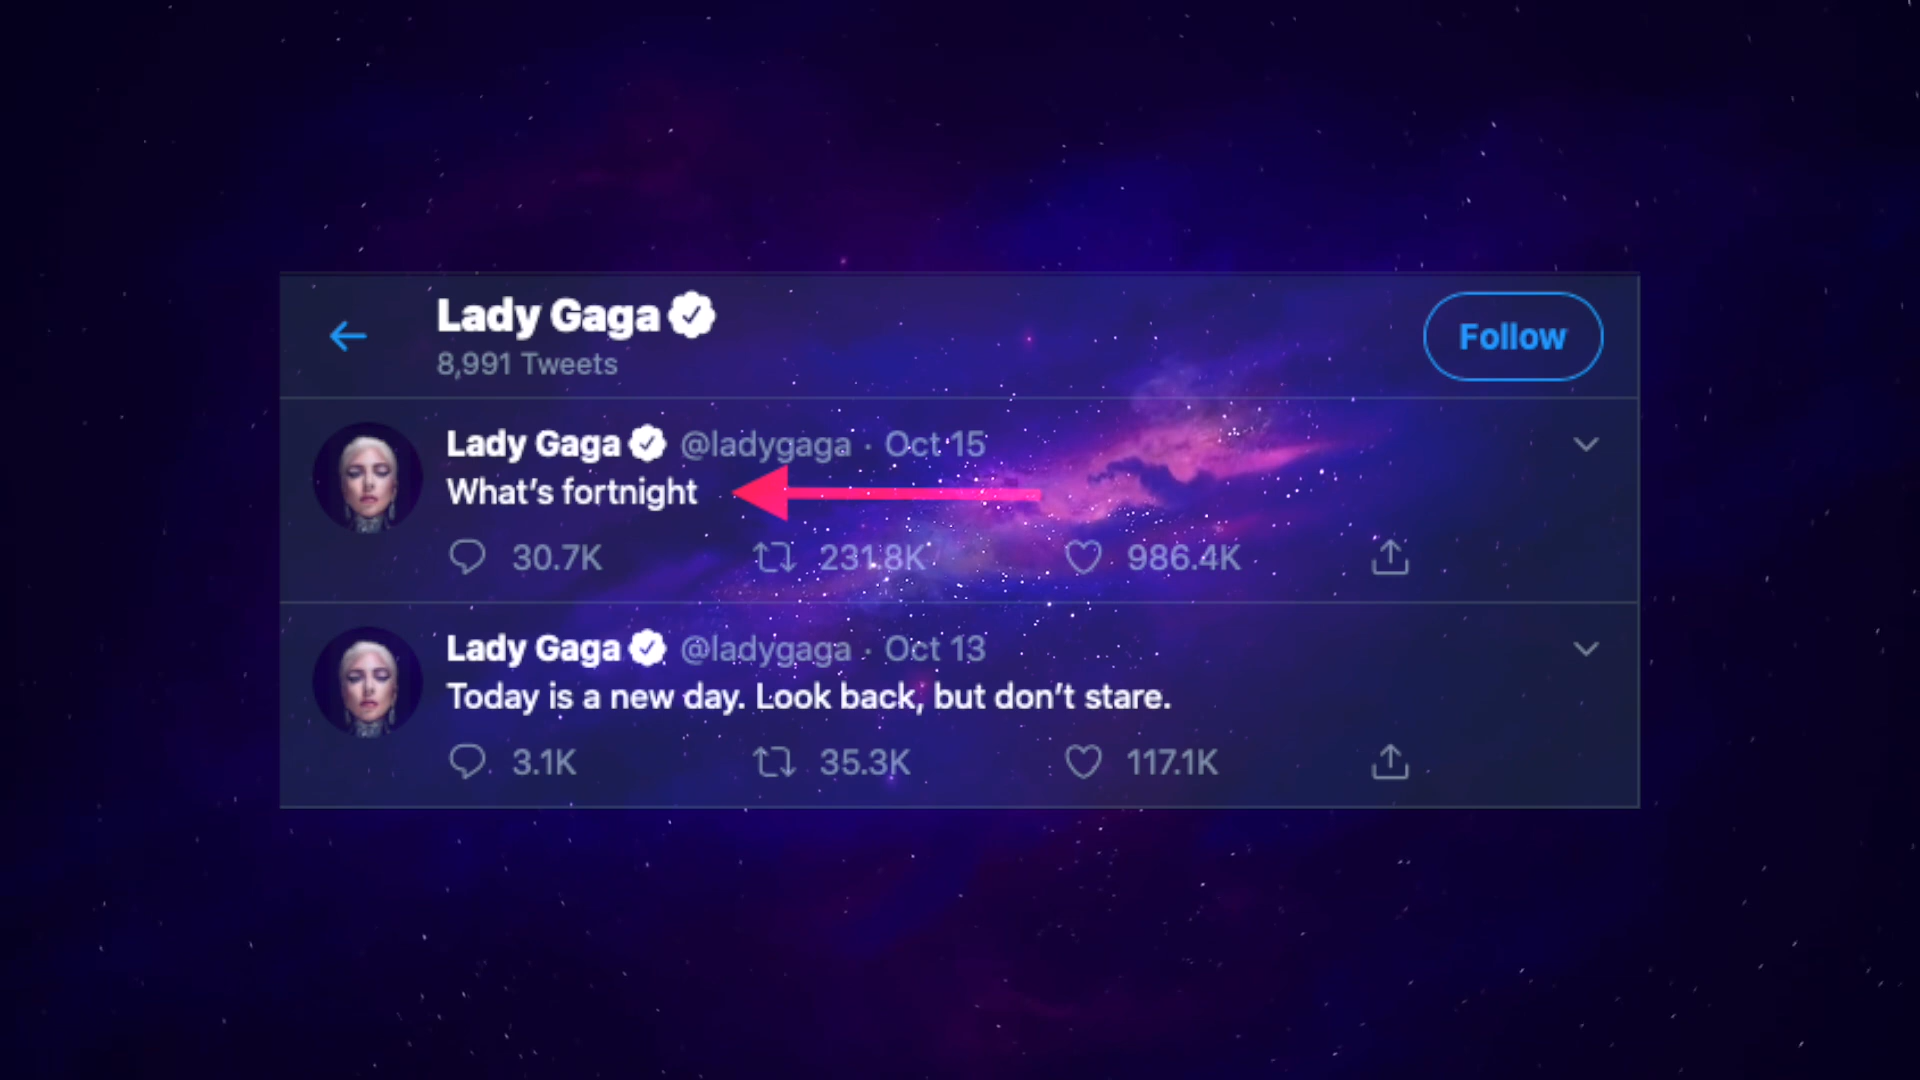 Lady Gaga
8,991 Tweets
Follow
Lady Gaga @ladygaga · Oct 15
What’s fortnight
30.7K 231.8K 986.4K
Lady Gaga @ladygaga · Oct 13
Today is a new day. Look back, but don’t stare.
3.1K 35.3K 117.1K